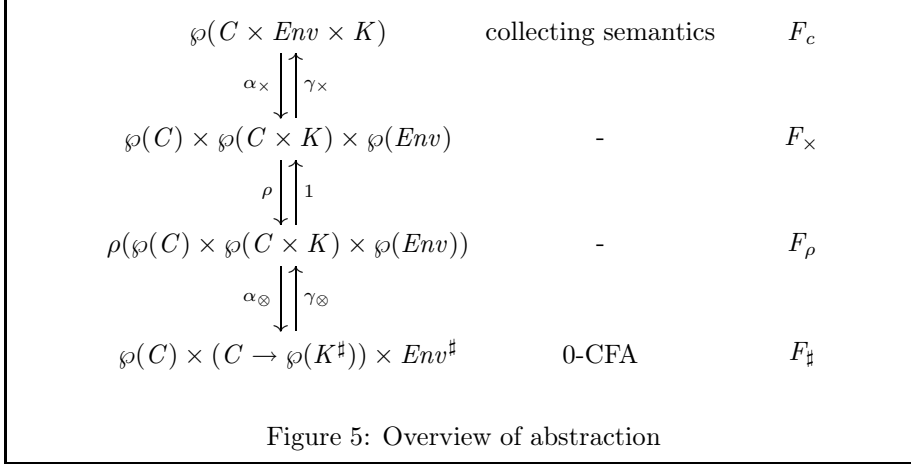 ℘(C × Env × K) collecting semantics F_c
α_× γ_×
℘(C) × ℘(C × K) × ℘(Env) - F_×
ρ 1
ρ(℘(C) × ℘(C × K) × ℘(Env)) - F_ρ
α_⊗ γ_⊗
℘(C) × (C → ℘(K^♯)) × Env^♯ 0-CFA F_♯
Figure 5: Overview of abstraction